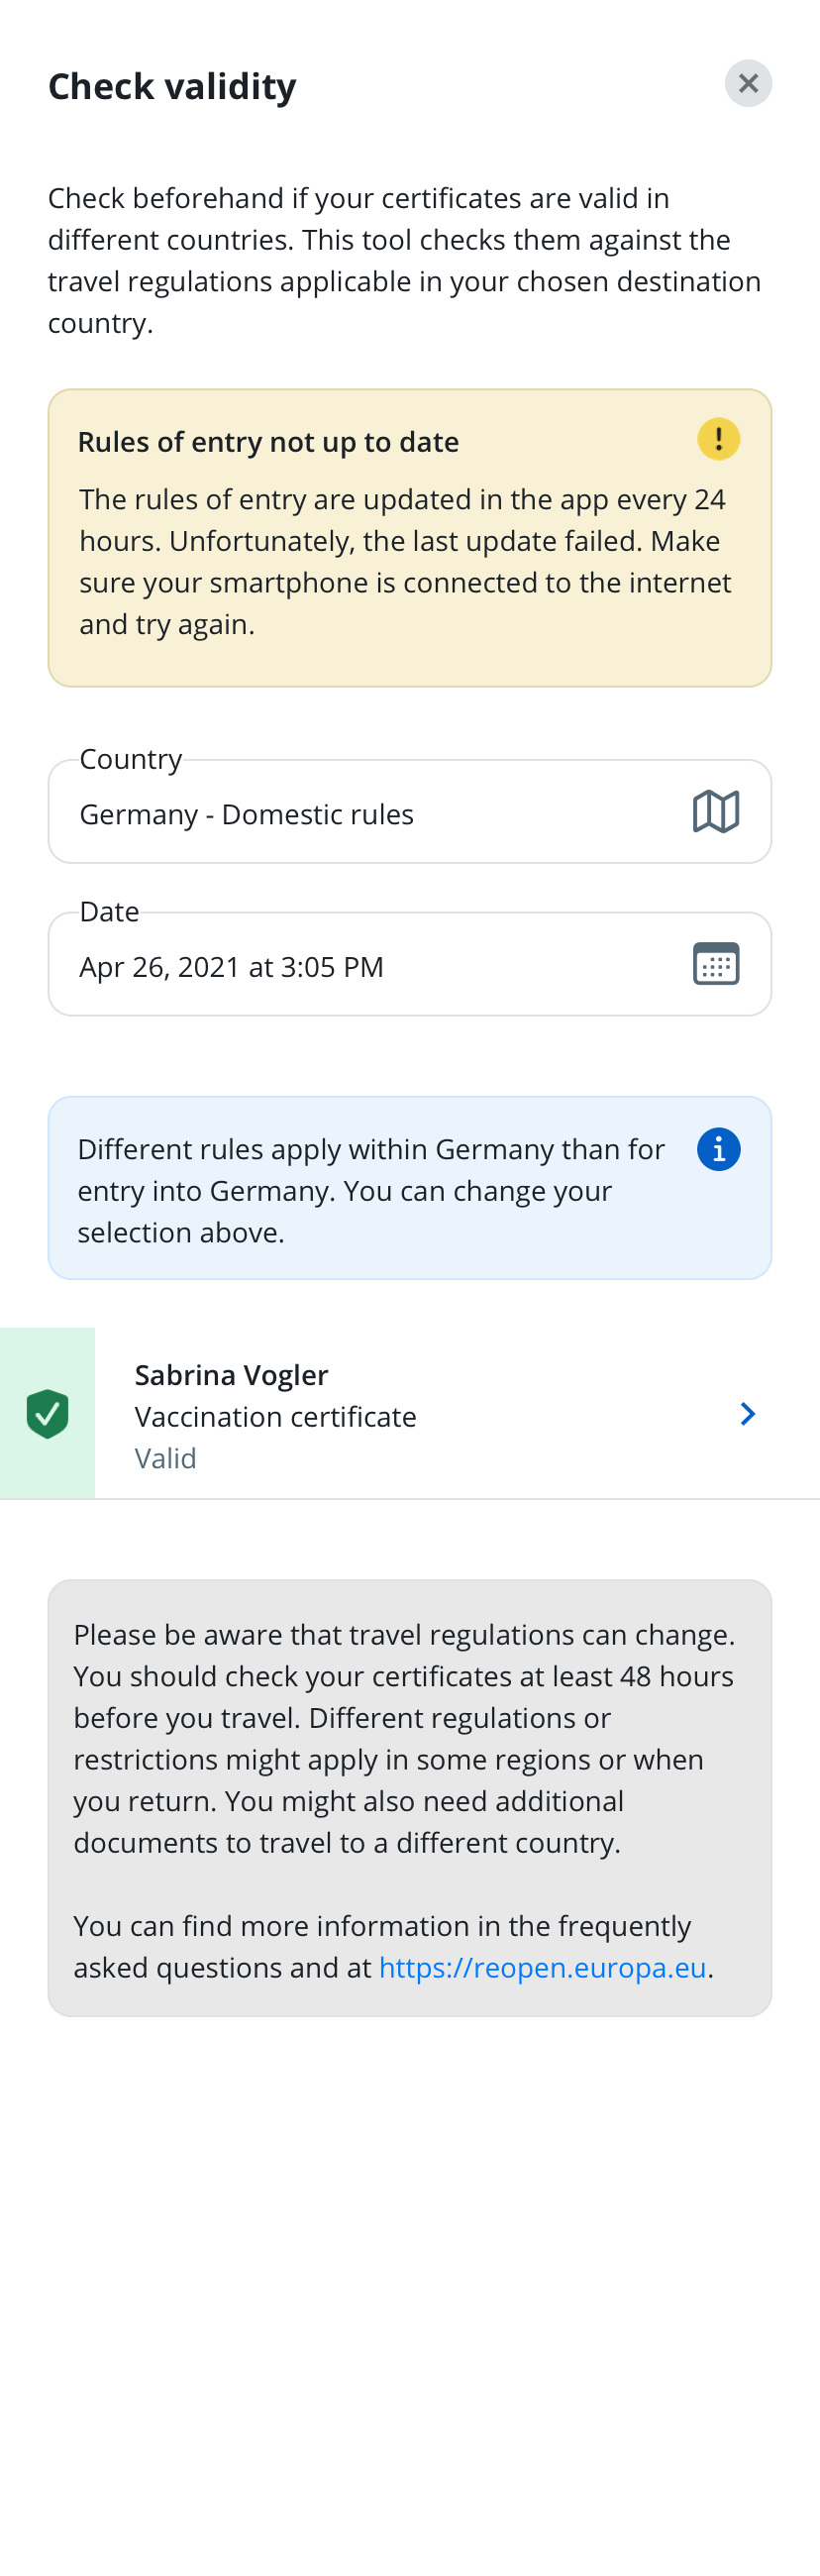 Check validity
Check beforehand if your certificates are valid in
different countries. This tool checks them against the
travel regulations applicable in your chosen destination
country.
Rules of entry not up to date
The rules of entry are updated in the app every 24
hours. Unfortunately, the last update failed. Make
sure your smartphone is connected to the internet
and try again.
Country
Germany - Domestic rules
Date
Apr 26, 2021 at 3:05 PM
Different rules apply within Germany than for
entry into Germany. You can change your
selection above.
Sabrina Vogler
Vaccination certificate
Valid
Please be aware that travel regulations can change.
You should check your certificates at least 48 hours
before you travel. Different regulations or
restrictions might apply in some regions or when
you return. You might also need additional
documents to travel to a different country.
You can find more information in the frequently
asked questions and at https://reopen.europa.eu.